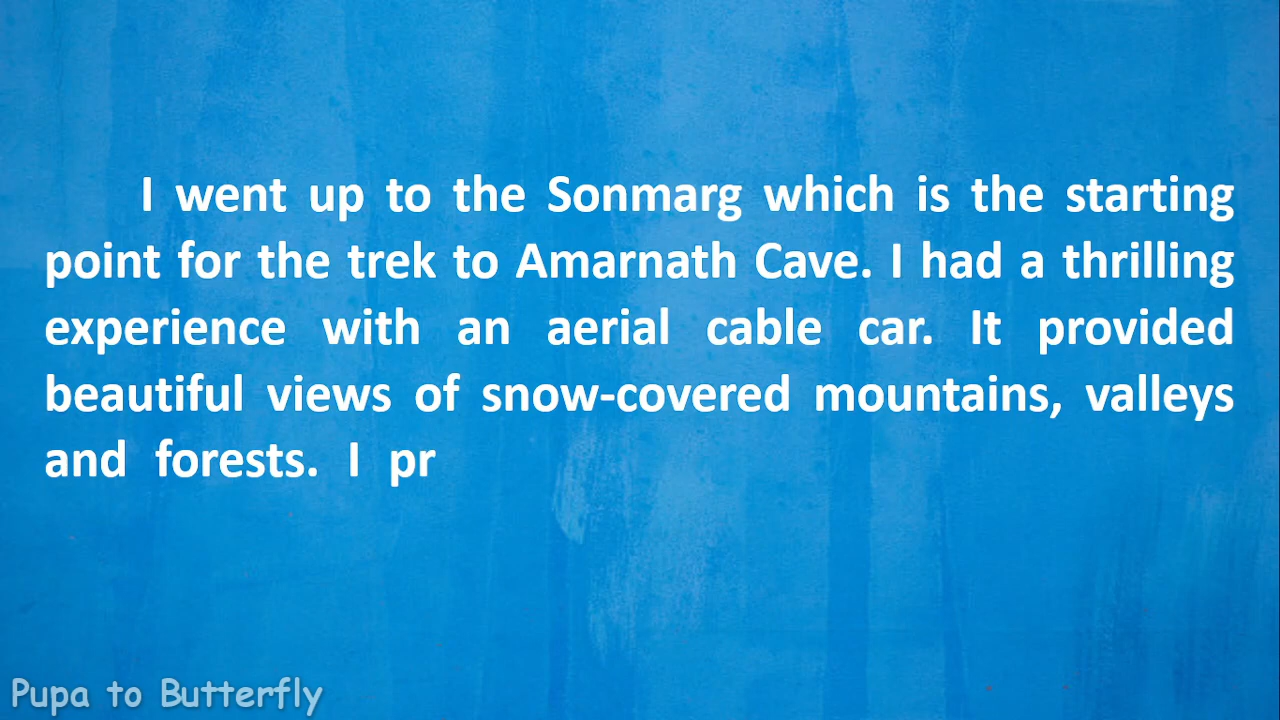 I went up to the Sonmarg which is the starting
point for the trek to Amarnath Cave. I had a thrilling
experience with an aerial cable car. It provided
beautiful views of snow-covered mountains, valleys
and forests. I pr
Pupa to Butterfly